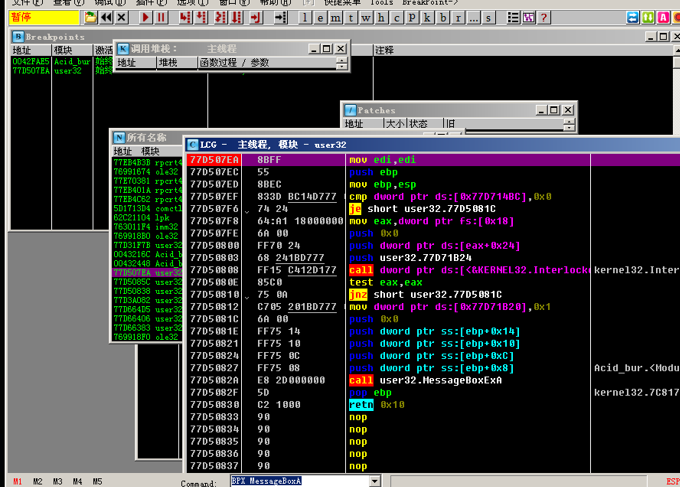 文件(F) 查看(V) 调试(D) 插件(P) 选项(T) 窗口(W) 帮助(H) [+] 快捷菜单 Tools BreakPoint->
暂停
l e m t w h c p k b r ... s
Breakpoints
地址 模块 激活 注释
0042FAE5 Acid_bur 始终
77D507EA user32 始终
调用堆栈: 主线程
地址 堆栈 函数过程 / 参数
Patches
地址 大小 状态 旧
所有名称
地址 模块
77EB4B3B rpcrt4
76991674 ole32
77E70381 rpcrt4
77EB401A rpcrt4
77EB4C62 rpcrt4
5D1713D4 comctl
62C21104 lpk
763011F4 imm32
769918B0 ole32
77D31F7B user32
0043216C Acid_b
00432448 Acid_b
77D507EA user32
77D5085C user32
77D50838 user32
77D3A082 user32
77D664D5 user32
77D66406 user32
77D66383 user32
769918F0 ole32
LCG - 主线程, 模块 - user32
77D507EA 8BFF mov edi,edi
77D507EC 55 push ebp
77D507ED 8BEC mov ebp,esp
77D507EF 833D BC14D777 cmp dword ptr ds:[0x77D714BC],0x0
77D507F6 74 24 je short user32.77D5081C
77D507F8 64:A1 18000000 mov eax,dword ptr fs:[0x18]
77D507FE 6A 00 push 0x0
77D50800 FF70 24 push dword ptr ds:[eax+0x24]
77D50803 68 241BD777 push user32.77D71B24
77D50808 FF15 C412D177 call dword ptr ds:[<&KERNEL32.Interlock kernel32.Inter
77D5080E 85C0 test eax,eax
77D50810 75 0A jnz short user32.77D5081C
77D50812 C705 201BD777 mov dword ptr ds:[0x77D71B20],0x1
77D5081C 6A 00 push 0x0
77D5081E FF75 14 push dword ptr ss:[ebp+0x14]
77D50821 FF75 10 push dword ptr ss:[ebp+0x10]
77D50824 FF75 0C push dword ptr ss:[ebp+0xC]
77D50827 FF75 08 push dword ptr ss:[ebp+0x8] Acid_bur.<Modu
77D5082A E8 2D000000 call user32.MessageBoxExA
77D5082F 5D pop ebp kernel32.7C817
77D50830 C2 1000 retn 0x10
77D50833 90 nop
77D50834 90 nop
77D50835 90 nop
77D50836 90 nop
77D50837 90 nop
M1 M2 M3 M4 M5 Command: BPX MessageBoxA ESP